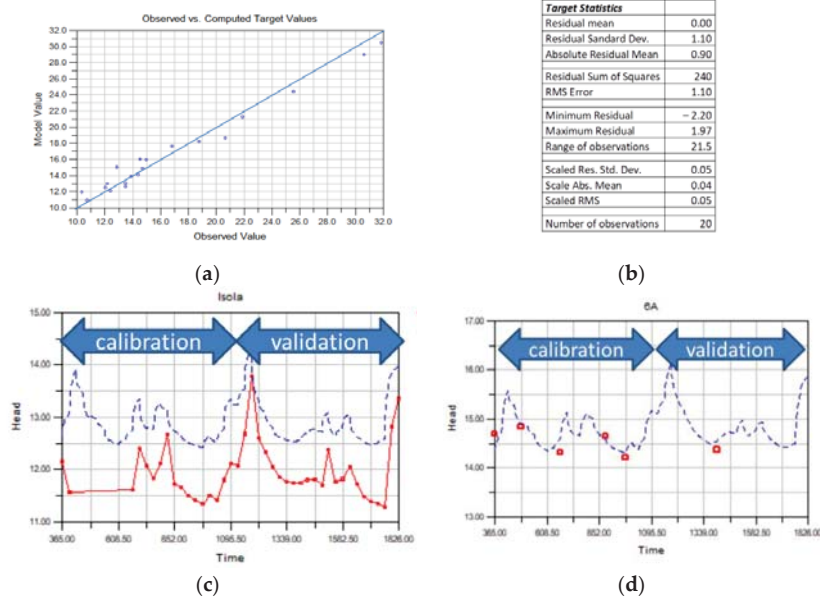 Observed vs. Computed Target Values
32.0
30.0
28.0
26.0
24.0
22.0
20.0
18.0
16.0
14.0
12.0
10.0
Model Value
10.0 12.0 14.0 16.0 18.0 20.0 22.0 24.0 26.0 28.0 30.0 32.0
Observed Value
(a)
Target Statistics
Residual mean 0.00
Residual Sandard Dev. 1.10
Absolute Residual Mean 0.90
Residual Sum of Squares 240
RMS Error 1.10
Minimum Residual – 2.20
Maximum Residual 1.97
Range of observations 21.5
Scaled Res. Std. Dev. 0.05
Scale Abs. Mean 0.04
Scaled RMS 0.05
Number of observations 20
(b)
Isola
15.00
14.00
13.00
12.00
11.00
Head
calibration validation
365.00 608.50 852.00 1095.50 1339.00 1582.50 1826.00
Time
(c)
6A
17.00
16.00
15.00
14.00
13.00
Head
calibration validation
365.00 608.50 852.00 1095.50 1339.00 1582.50 1826.00
Time
(d)